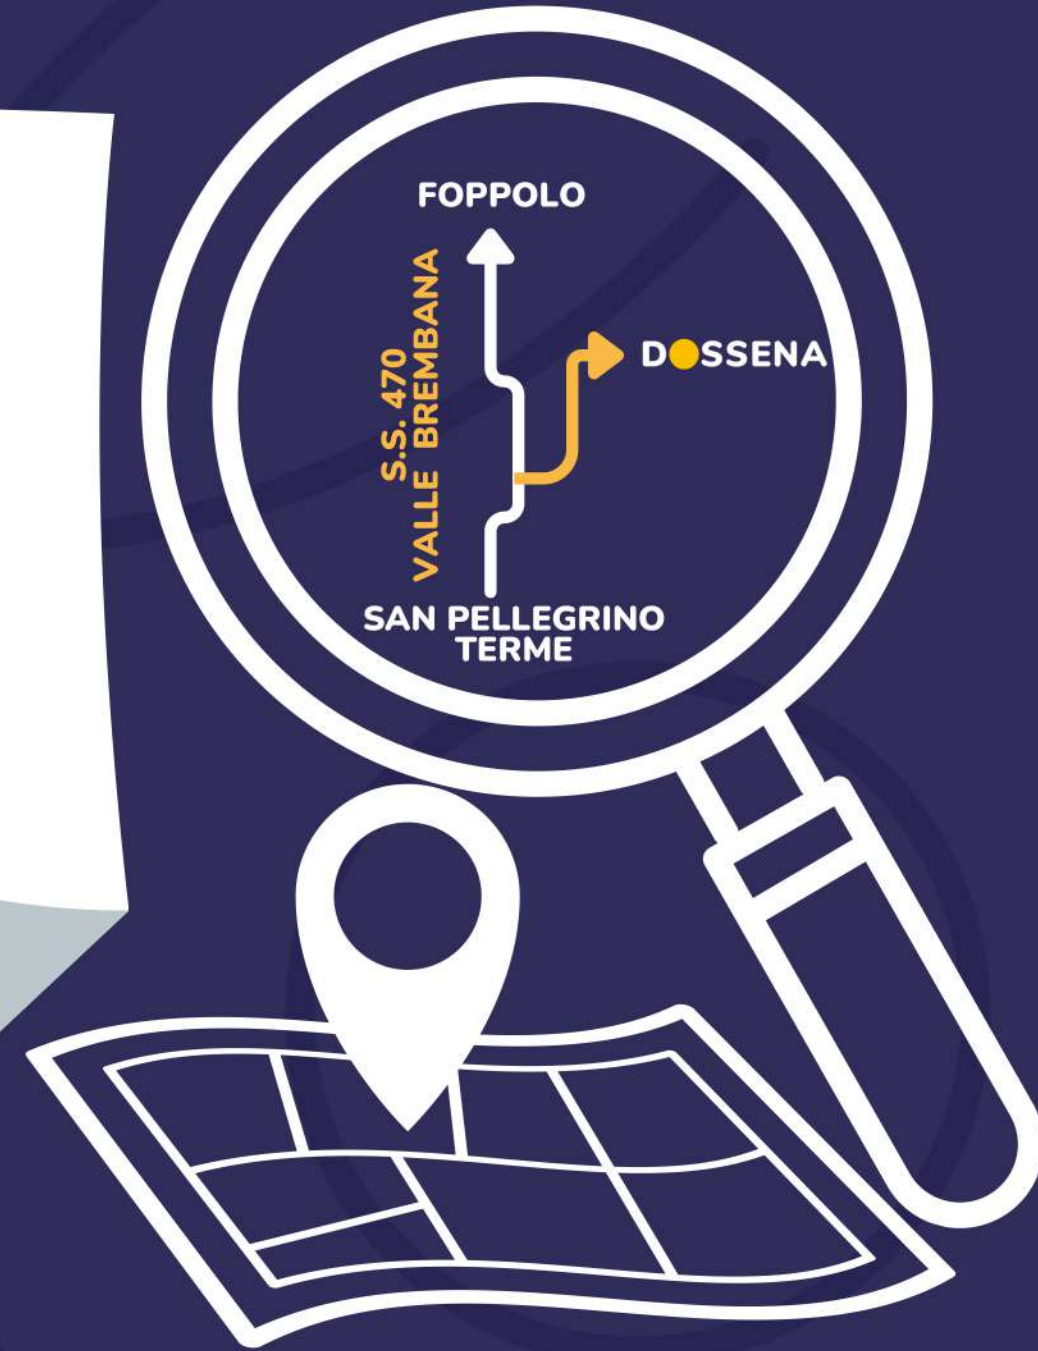 FOPPOLO
S.S. 470
VALLE BREMBANA
DOSSENA
SAN PELLEGRINO
TERME